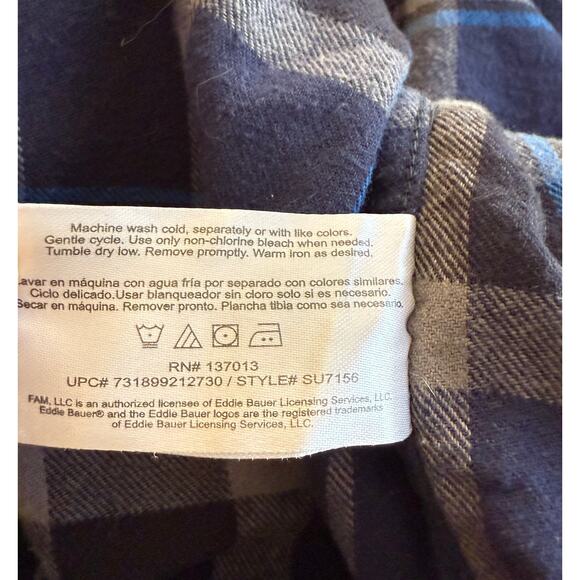 Machine wash cold, separately or with like colors.
Gentle cycle. Use only non-chlorine bleach when needed.
Tumble dry low. Remove promptly. Warm iron as desired.
Lavar en máquina con agua fría por separado con colores similares.
Ciclo delicado.Usar blanqueador sin cloro solo si es necesario.
Secar en máquina. Remover pronto. Plancha tibia como sea necesario.
RN# 137013
UPC# 731899212730 / STYLE# SU7156
FAM, LLC is an authorized licensee of Eddie Bauer Licensing Services, LLC.
Eddie Bauer® and the Eddie Bauer logos are the registered trademarks
of Eddie Bauer Licensing Services, LLC.